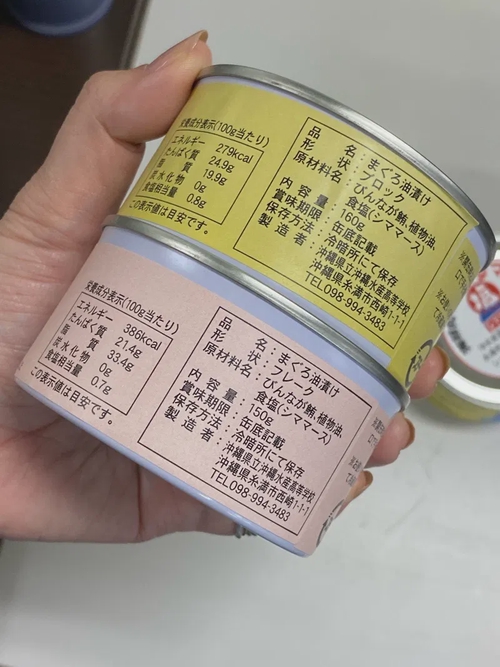 栄養成分表示(100g当たり)
エネルギー 279kcal
たんぱく質 24.9g
脂質 19.9g
炭水化物 0g
食塩相当量 0.8g
この表示値は目安です。
品名：まぐろ油漬け
形状：ブロック
原材料名：びんなが鮪、植物油、
食塩(シママース)
内容量：160g
賞味期限：缶底記載
保存方法：冷暗所にて保存
製造者：沖縄県立沖縄水産高等学校
沖縄県糸満市西崎1-1-1
TEL098-994-3483
栄養成分表示(100g当たり)
エネルギー 386kcal
たんぱく質 21.4g
脂質 33.4g
炭水化物 0g
食塩相当量 0.7g
この表示値は目安です。
品名：まぐろ油漬け
形状：フレーク
原材料名：びんなが鮪、植物油、
食塩(シママース)
内容量：150g
賞味期限：缶底記載
保存方法：冷暗所にて保存
製造者：沖縄県立沖縄水産高等学校
沖縄県糸満市西崎1-1-1
TEL098-994-3483